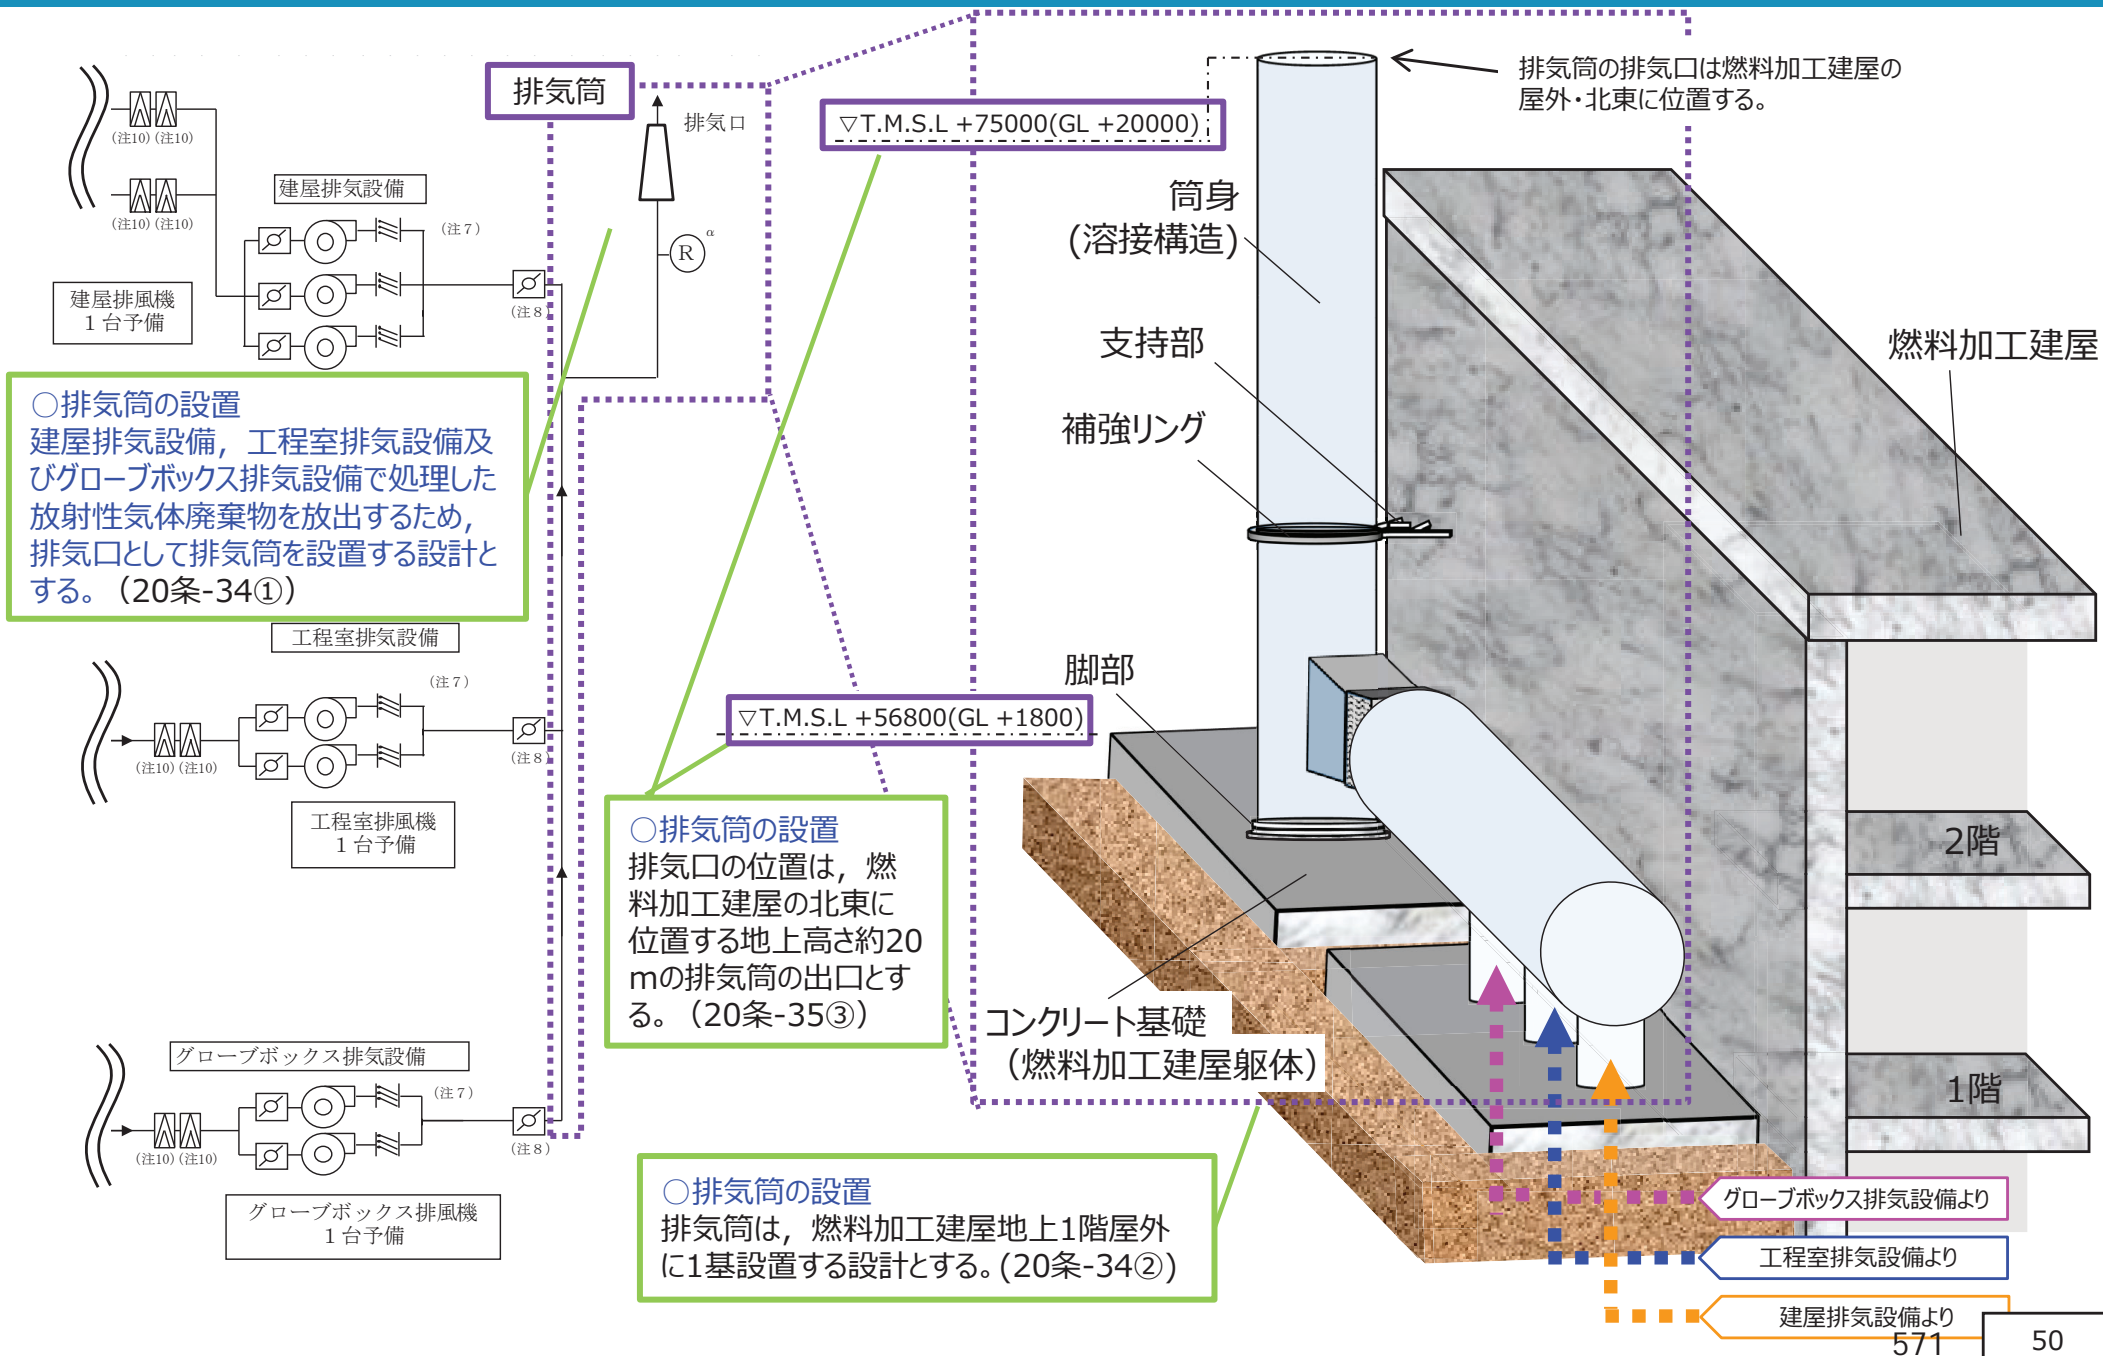 排気筒
排気口
R
α
(注10)
(注10)
(注10)
(注10)
建屋排気設備
(注７)
(注８)
建屋排風機
１台予備
○排気筒の設置
建屋排気設備，工程室排気設備及
びグローブボックス排気設備で処理した
放射性気体廃棄物を放出するため，
排気口として排気筒を設置する設計と
する。（20条-34①）
工程室排気設備
(注７)
(注10)
(注10)
(注８)
工程室排風機
１台予備
グローブボックス排気設備
(注７)
(注10)
(注10)
(注８)
グローブボックス排風機
１台予備
▽T.M.S.L +75000(GL +20000)
排気筒の排気口は燃料加工建屋の
屋外・北東に位置する。
筒身
(溶接構造)
支持部
補強リング
燃料加工建屋
脚部
▽T.M.S.L +56800(GL +1800)
○排気筒の設置
排気口の位置は，燃
料加工建屋の北東に
位置する地上高さ約20
mの排気筒の出口とす
る。（20条-35③）
コンクリート基礎
（燃料加工建屋躯体）
2階
1階
○排気筒の設置
排気筒は，燃料加工建屋地上1階屋外
に1基設置する設計とする。(20条-34②)
グローブボックス排気設備より
工程室排気設備より
建屋排気設備より
571
50